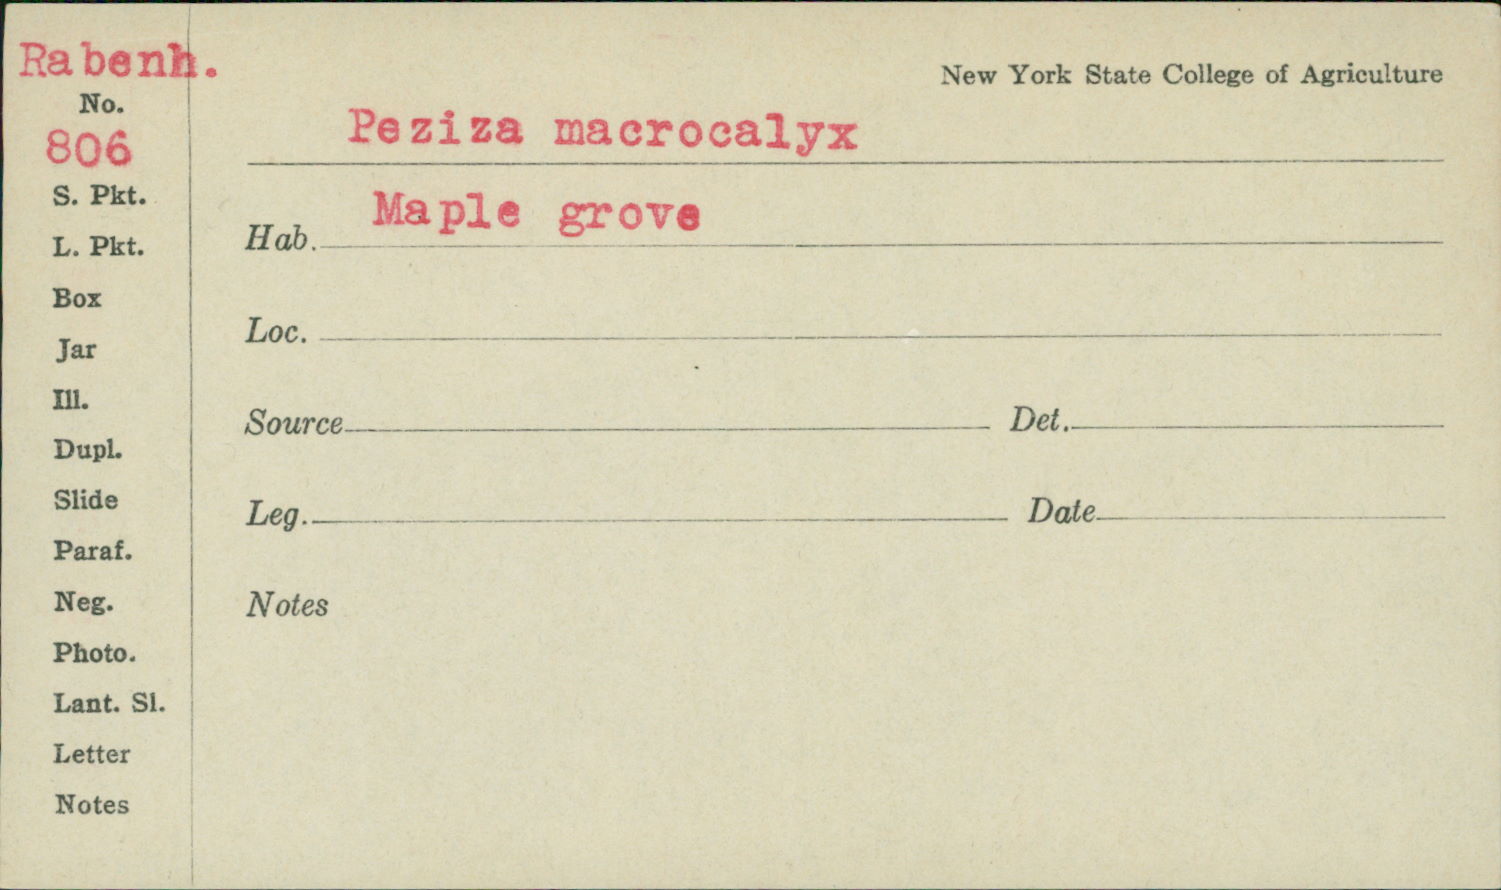 Rabenh.
New York State College of Agriculture
No.
806
Peziza macrocalyx
S. Pkt.
Hab. Maple grove
L. Pkt.
Box
Loc.
Jar
Ill.
Source Det.
Dupl.
Slide
Leg. Date
Paraf.
Neg.
Notes
Photo.
Lant. Sl.
Letter
Notes